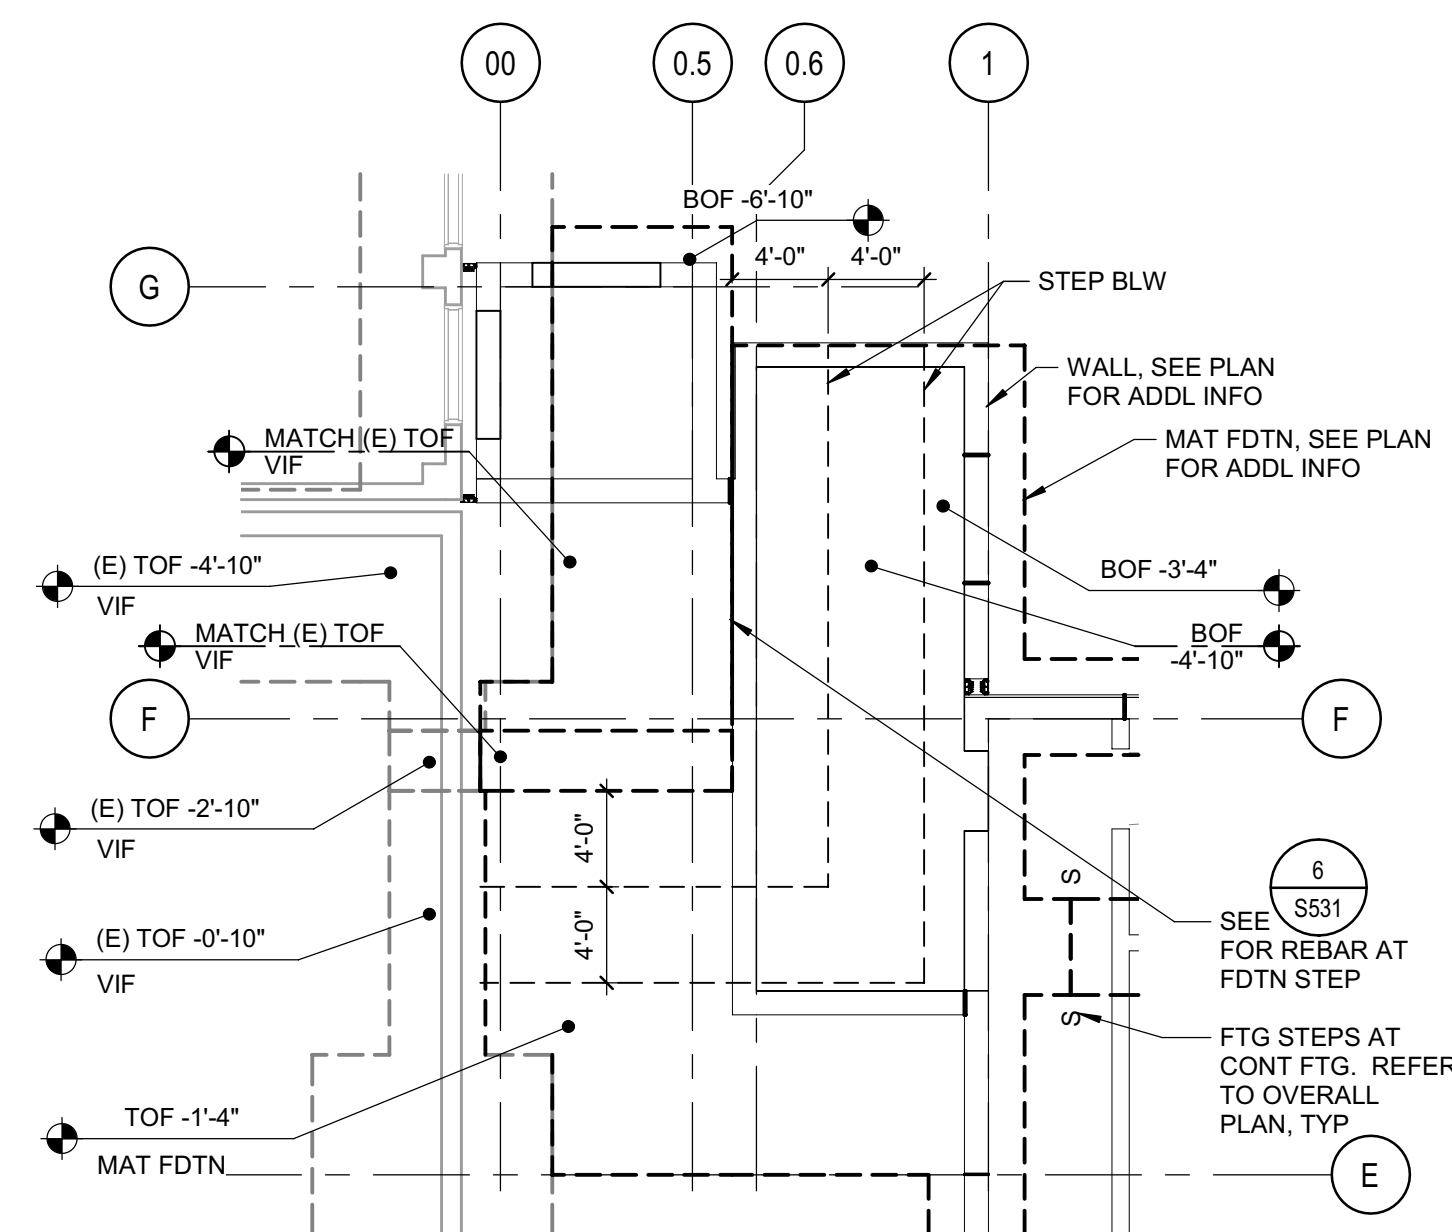 00
0.5
0.6
1
BOF -6'-10"
4'-0"
4'-0"
G
STEP BLW
WALL, SEE PLAN
FOR ADDL INFO
MATCH (E) TOF
VIF
MAT FDTN, SEE PLAN
FOR ADDL INFO
(E) TOF -4'-10"
VIF
BOF -3'-4"
MATCH (E) TOF
VIF
BOF
-4'-10"
F
F
(E) TOF -2'-10"
VIF
4'-0"
4'-0"
S
6
S531
SEE
FOR REBAR AT
FDTN STEP
(E) TOF -0'-10"
VIF
S
FTG STEPS AT
CONT FTG. REFER
TO OVERALL
PLAN, TYP
TOF -1'-4"
MAT FDTN
E